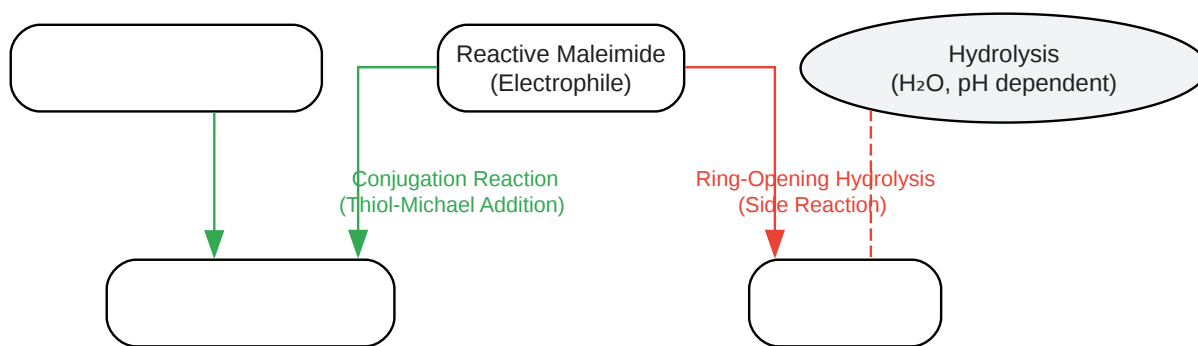 Reactive Maleimide
(Electrophile)
Hydrolysis
(H₂O, pH dependent)
Conjugation Reaction
(Thiol-Michael Addition)
Ring-Opening Hydrolysis
(Side Reaction)